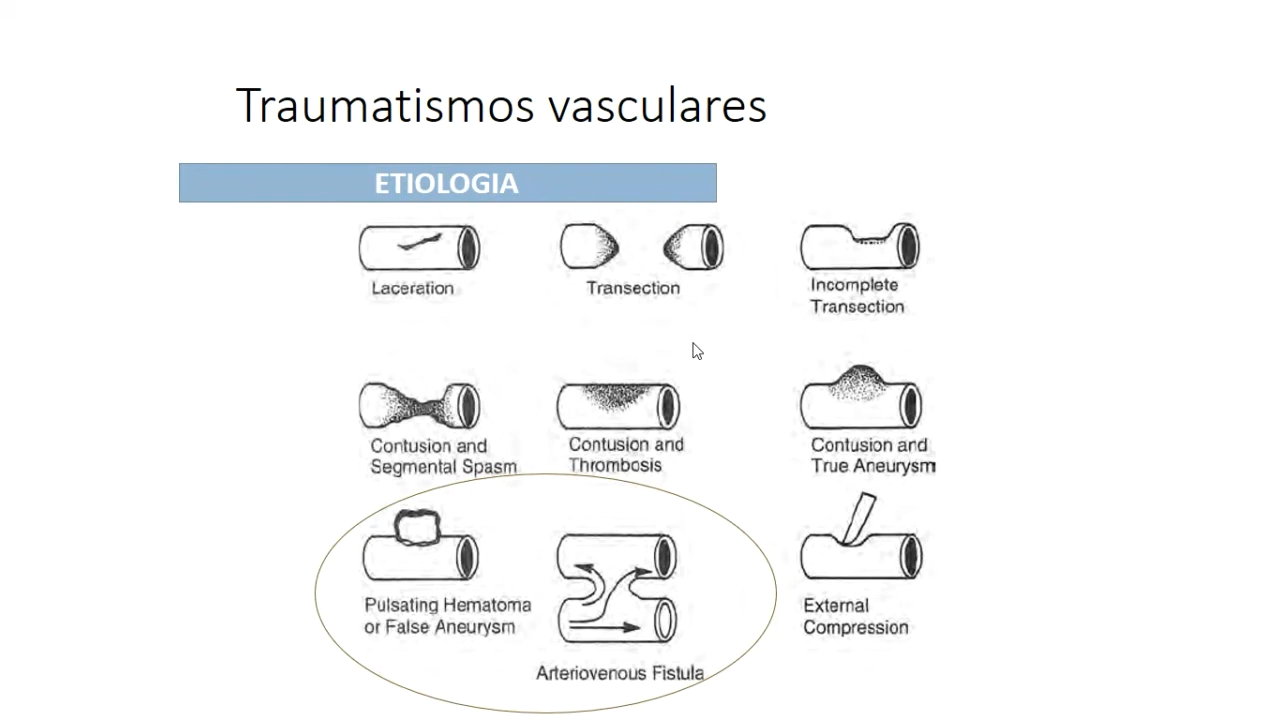 Traumatismos vasculares
ETIOLOGIA
Laceration
Transection
Incomplete
Transection
Contusion and
Segmental Spasm
Contusion and
Thrombosis
Contusion and
True Aneurysm
Pulsating Hematoma
or False Aneurysm
Arteriovenous Fistula
External
Compression